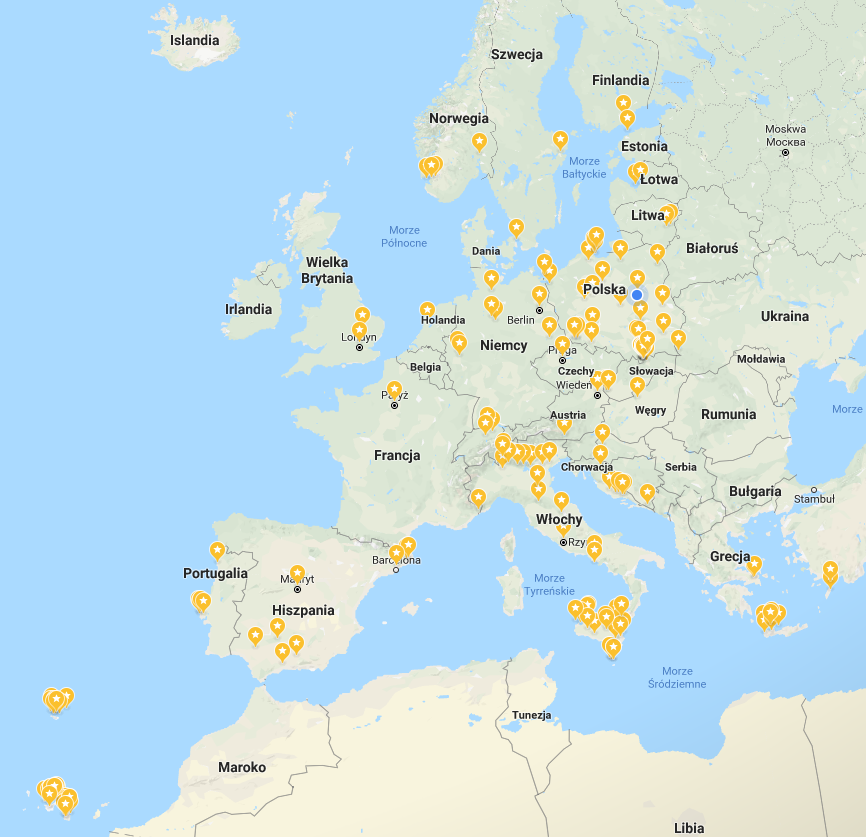 Islandia
Szwecja
Finlandia
Norwegia
Moskwa
Москва
Estonia
Morze
Bałtyckie
Łotwa
Litwa
Morze
Północne
Dania
Białoruś
Wielka
Brytania
Polska
Irlandia
Holandia
Berlin
Ukraina
Londyn
Niemcy
Praga
Belgia
Czechy
Słowacja
Mołdawia
Wiedeń
Paryż
Austria
Węgry
Rumunia
Morze
Francja
Chorwacja
Serbia
Bułgaria
Stambuł
Włochy
Rzy
Barcelona
Grecja
Portugalia
Madryt
Morze
Tyrreńskie
Hiszpania
Morze
Śródziemne
Tunezja
Maroko
Libia